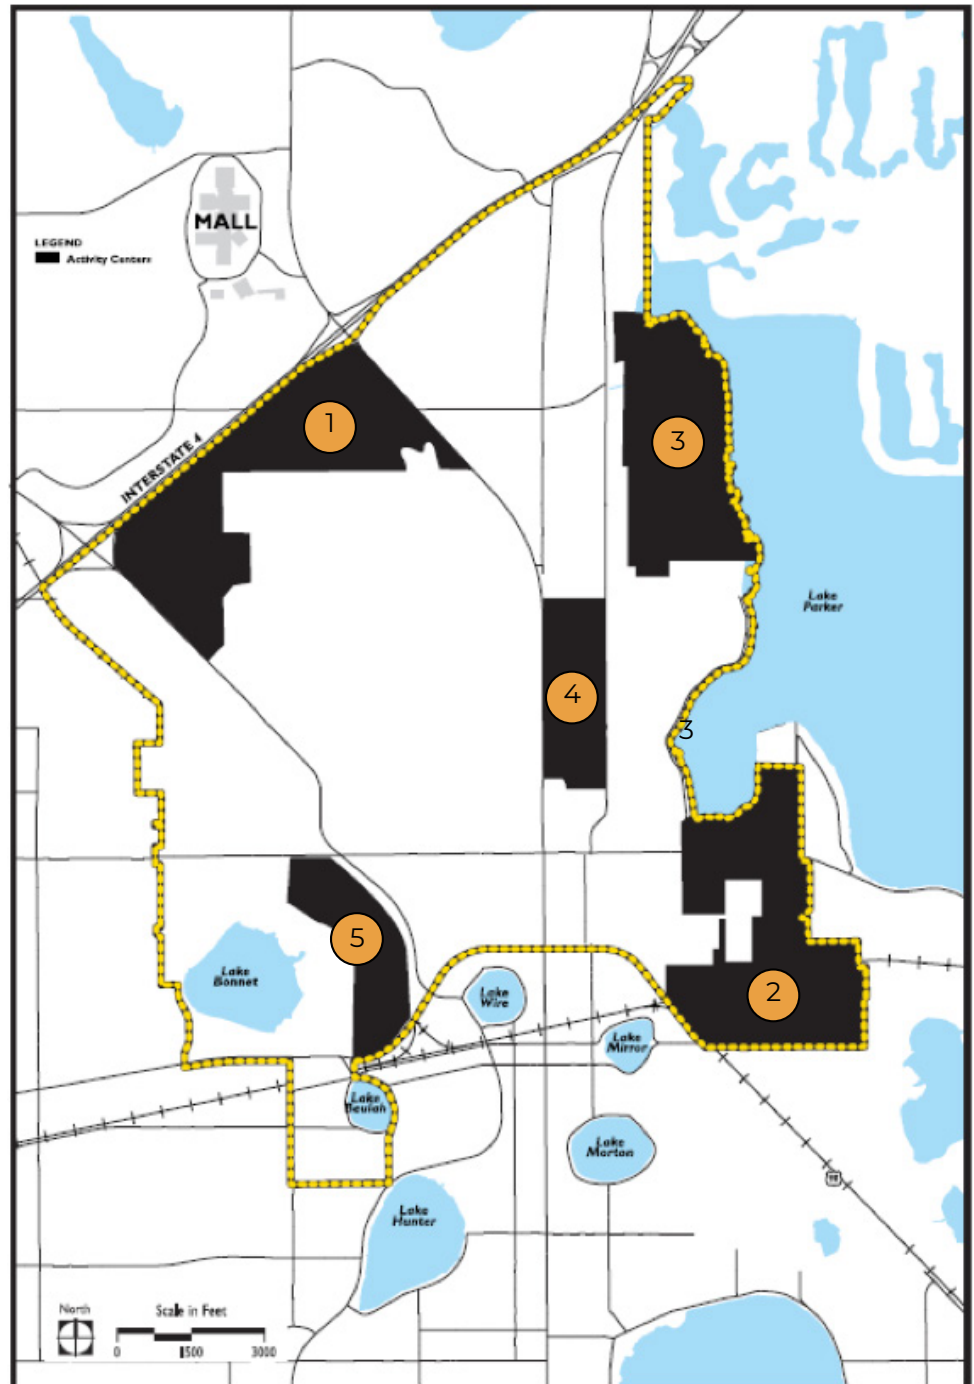 MALL
LEGEND
Activity Centers
1
3
INTERSTATE 4
Lake
Parker
4
3
5
Lake
Bonnet
Lake
Wire
2
Lake
Mirror
Lake
Beulah
Lake
Morton
Lake
Hunter
North
Scale in Feet
0 1500 3000